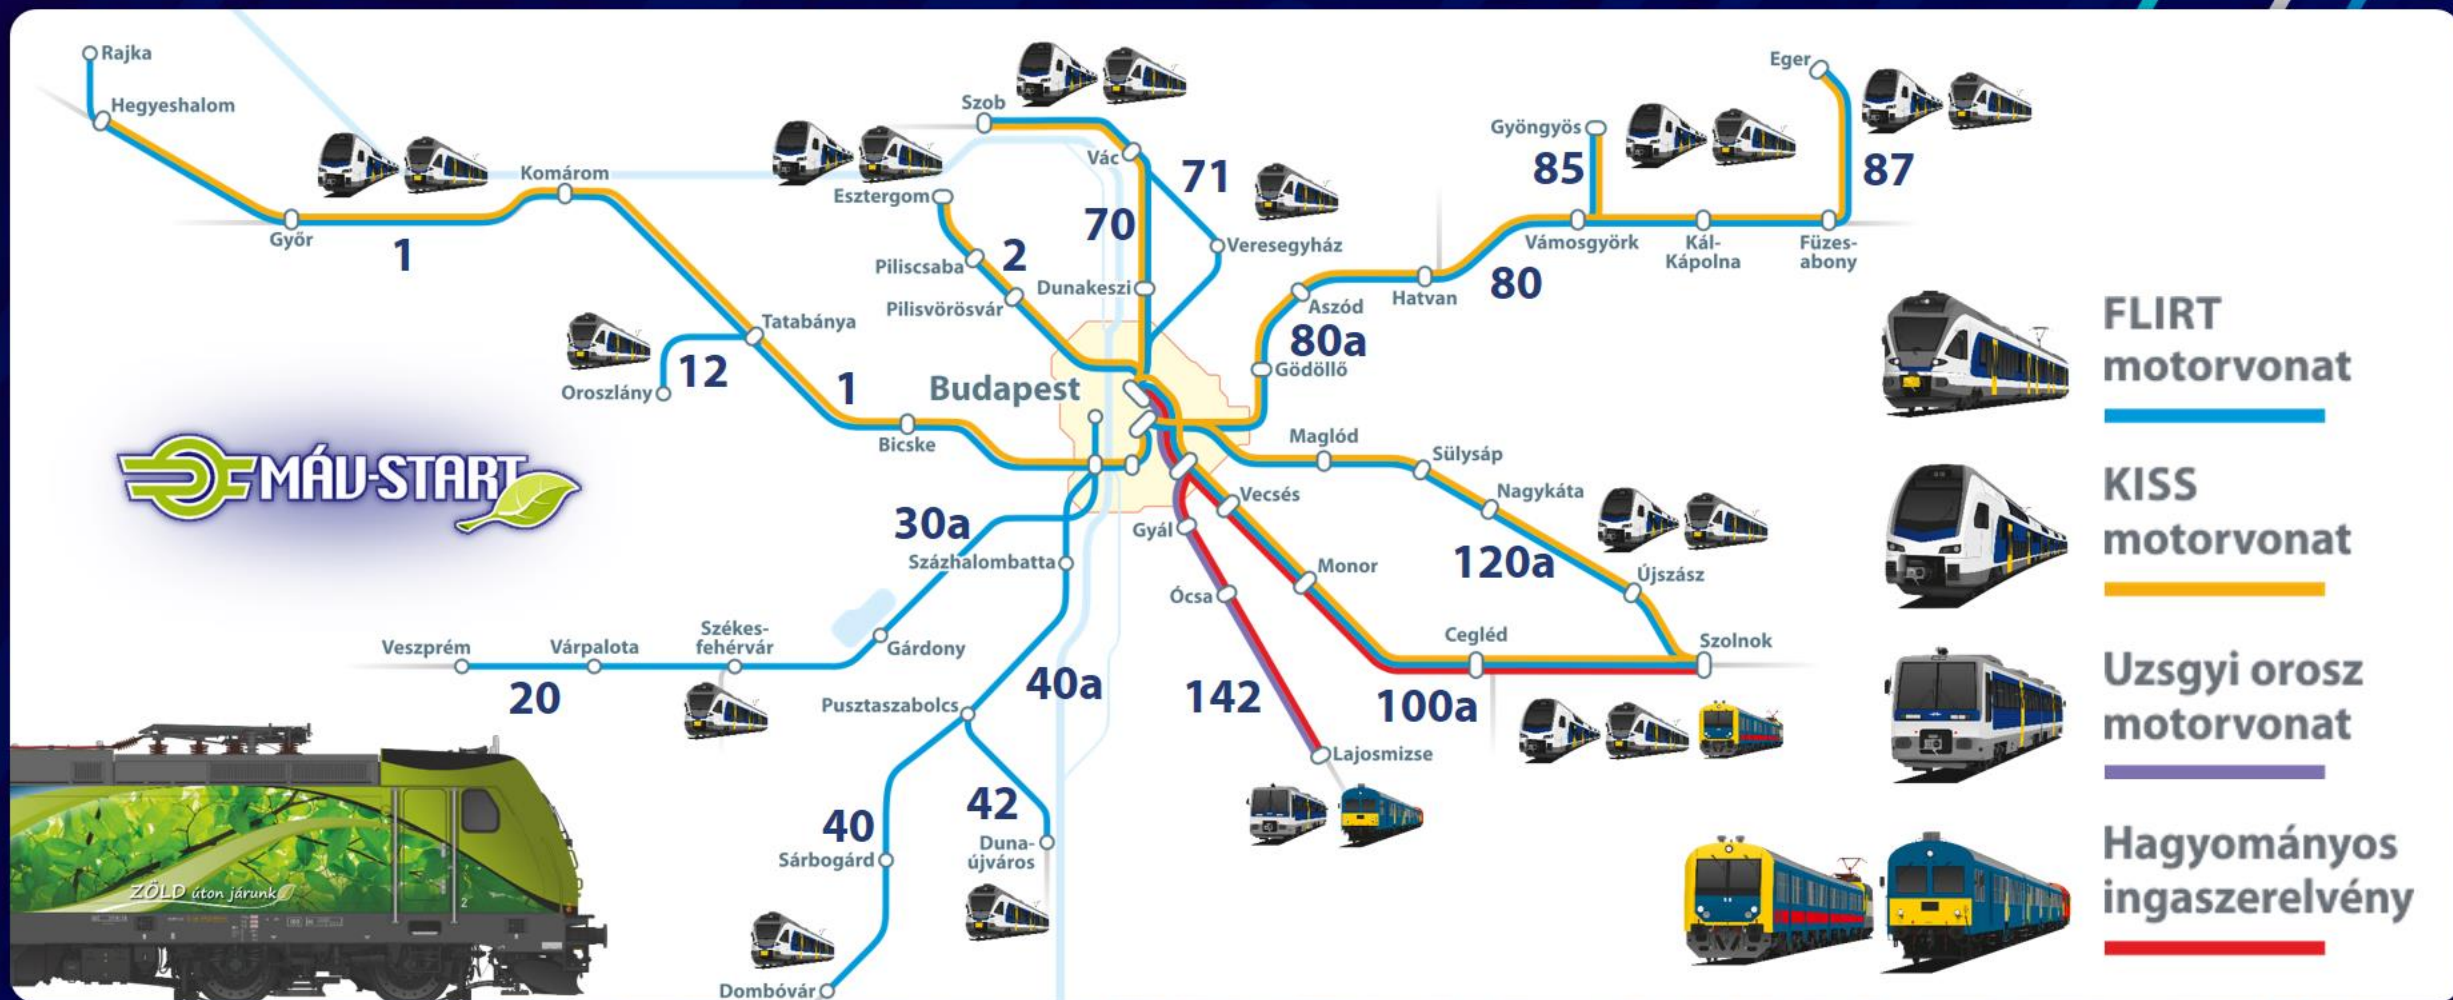 Rajka
Hegyeshalom
Győr
1
Komárom
Tatabánya
12
Oroszlány
1
Bicske
Budapest
Esztergom
Piliscsaba
2
Pilisvörösvár
Szob
Vác
71
70
Veresegyház
Dunakeszi
Eger
Gyöngyös
85
87
Vámosgyörk
Kál-
Kápolna
Füzes-
abony
80
Hatvan
Aszód
80a
Gödöllő
Maglód
Sülysáp
Nagykáta
120a
Újszász
Szolnok
Vecsés
Monor
Cegléd
100a
Gyál
Ócsa
142
Lajosmizse
30a
Százhalombatta
Gárdony
Székes-
fehérvár
Várpalota
Veszprém
20
40a
Pusztaszabolcs
40
42
Sárbogárd
Duna-
újváros
Dombóvár
MÁV-START
ZÖLD úton járunk
2
FLIRT
motorvonat
KISS
motorvonat
Uzsgyi orosz
motorvonat
Hagyományos
ingaszerelvény